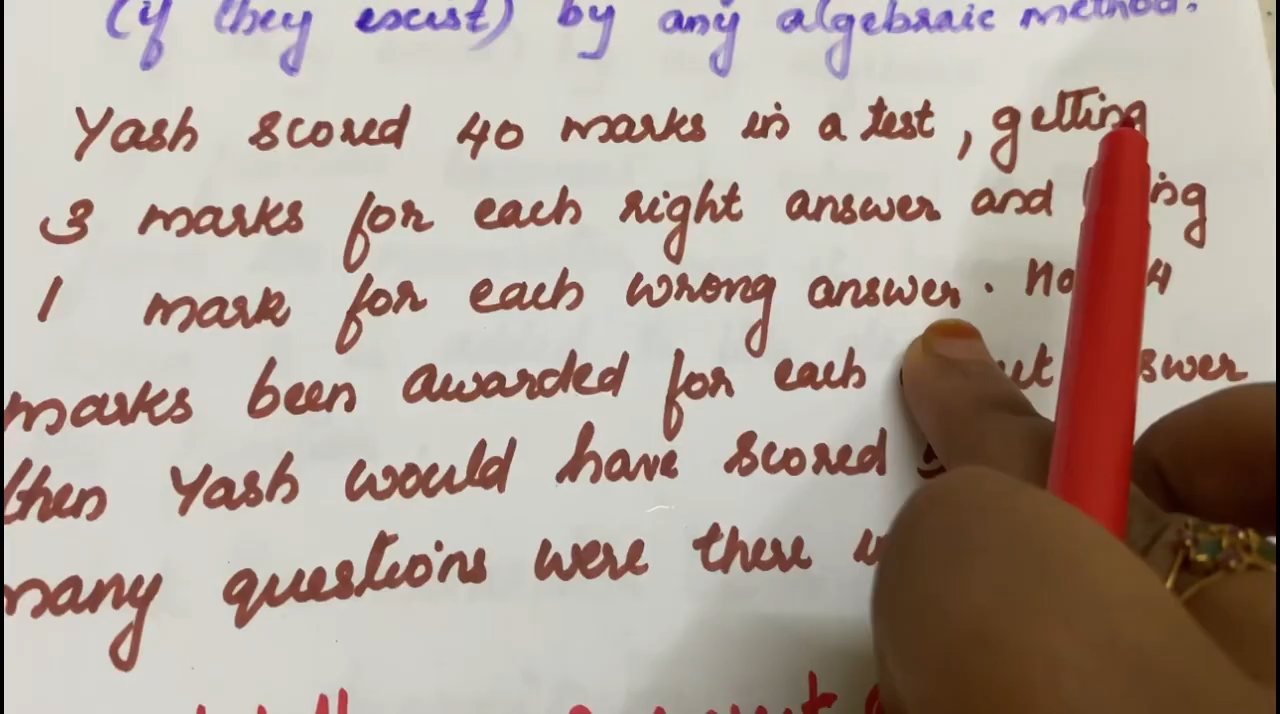 (if they exist) by any algebraic method.
Yash scored 40 marks in a test, getting
3 marks for each right answer and
1 mark for each wrong answer. 4
marks been awarded for each
then Yash would have scored
many questions were there